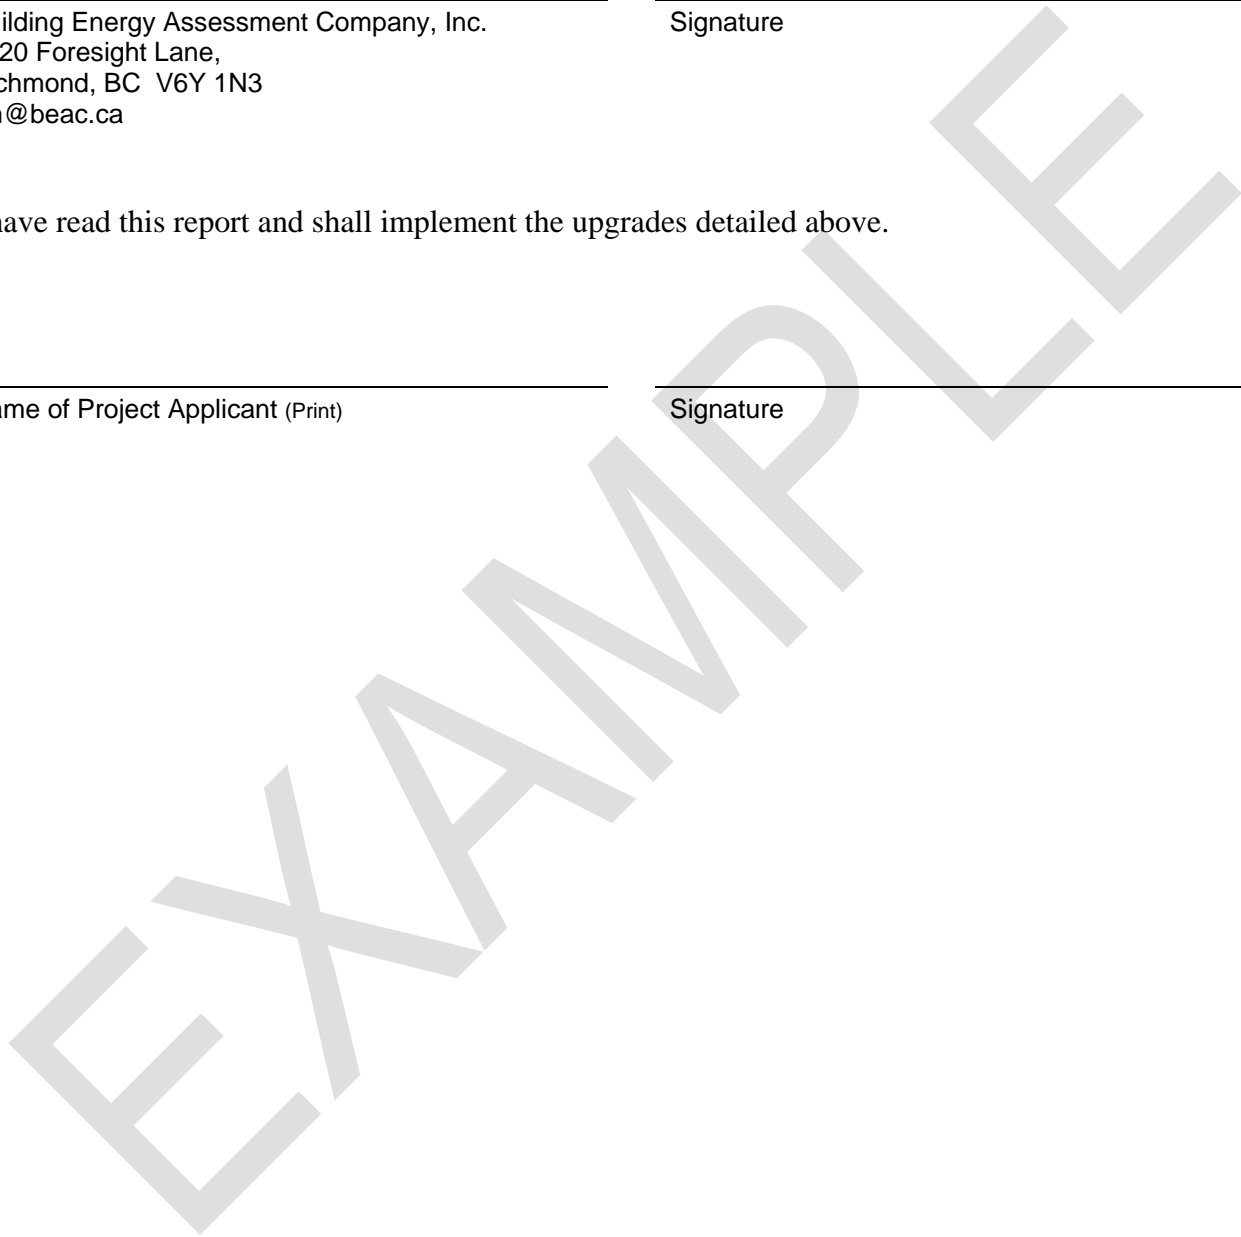 ilding Energy Assessment Company, Inc.
20 Foresight Lane,
chmond, BC V6Y 1N3
@beac.ca
Signature
have read this report and shall implement the upgrades detailed above.
me of Project Applicant (Print)
Signature
EXAMPLE